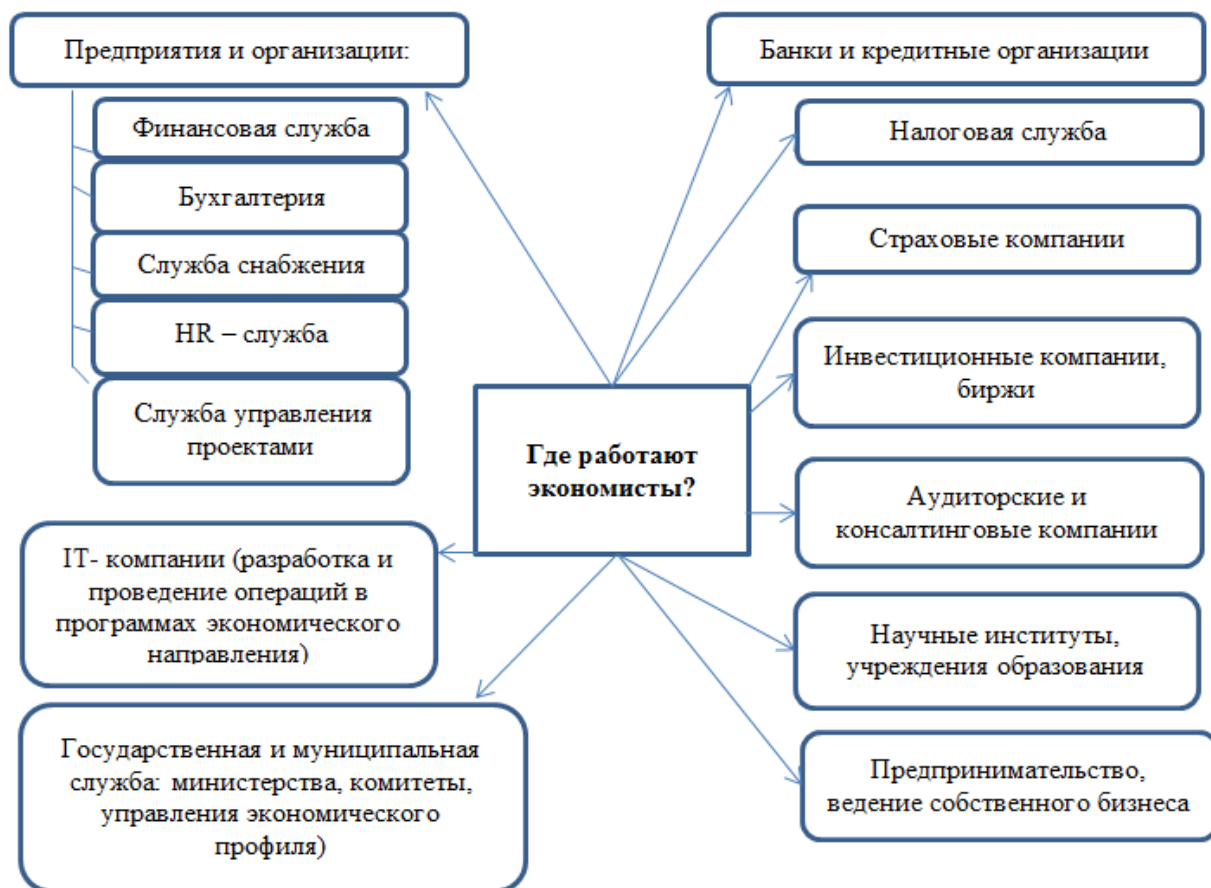 Предприятия и организации:
Финансовая служба
Бухгалтерия
Служба снабжения
HR – служба
Служба управления
проектами
Банки и кредитные организации
Налоговая служба
Страховые компании
Инвестиционные компании,
биржи
Где работают
экономисты?
Аудиторские и
консалтинговые компании
IT- компании (разработка и
проведение операций в
программах экономического
направления)
Научные институты,
учреждения образования
Государственная и муниципальная
служба: министерства, комитеты,
управления экономического
профиля)
Предпринимательство,
ведение собственного бизнеса